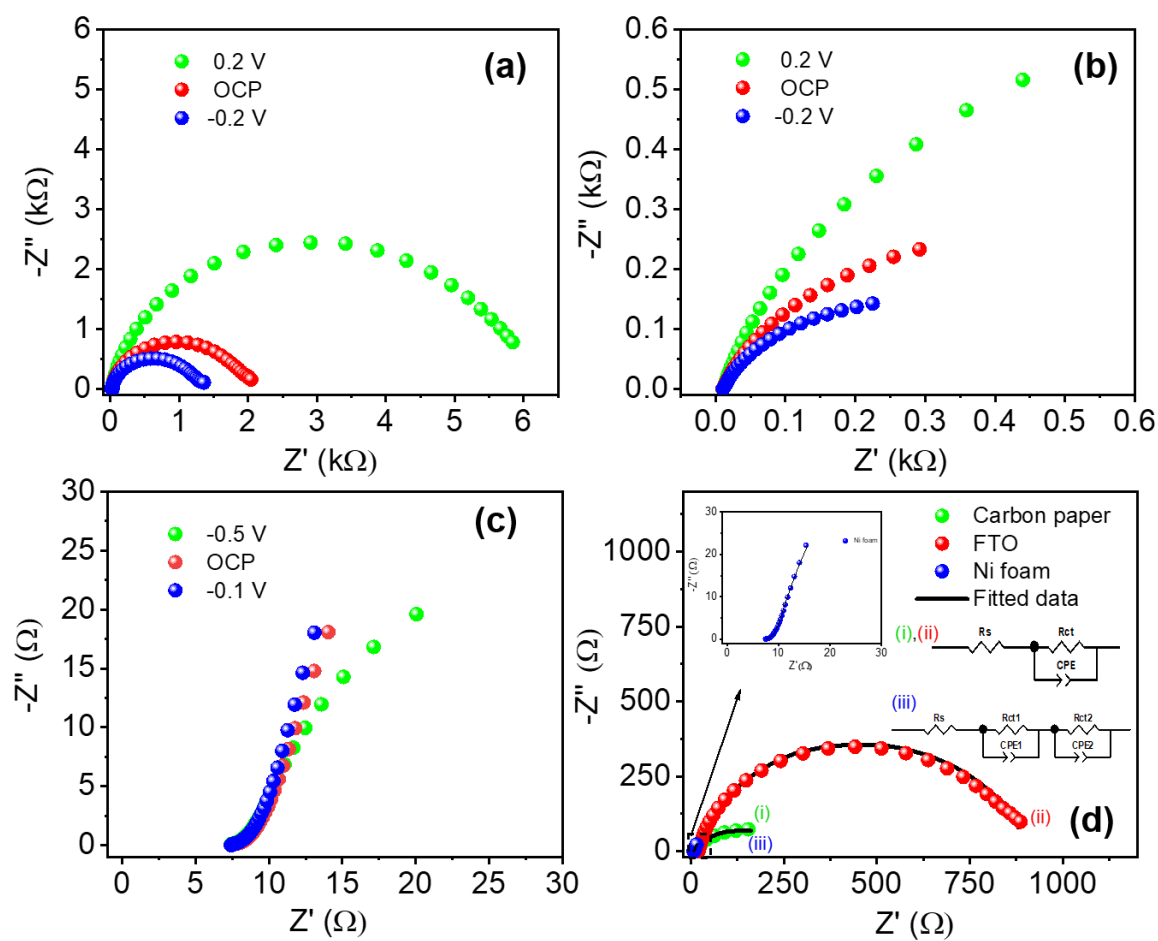 (a)
0.2 V
OCP
-0.2 V
6
5
4
3
2
1
0
-Z'' (kΩ)
0 1 2 3 4 5 6
Z' (kΩ)
(b)
0.2 V
OCP
-0.2 V
0.6
0.5
0.4
0.3
0.2
0.1
0.0
-Z'' (kΩ)
0.0 0.1 0.2 0.3 0.4 0.5 0.6
Z' (kΩ)
(c)
-0.5 V
OCP
-0.1 V
30
25
20
15
10
5
0
-Z'' (Ω)
0 5 10 15 20 25 30
Z' (Ω)
(d)
Carbon paper
FTO
Ni foam
Fitted data
1000
750
500
250
0
-Z'' (Ω)
0 250 500 750 1000
Z' (Ω)
30
20
10
0
-Z''(Ω)
0 10 20 30
Z'(Ω)
Ni foam
(i),(ii)
Rs Rct
CPE
(iii)
Rs Rct1 Rct2
CPE1 CPE2
(i)
(ii)
(iii)